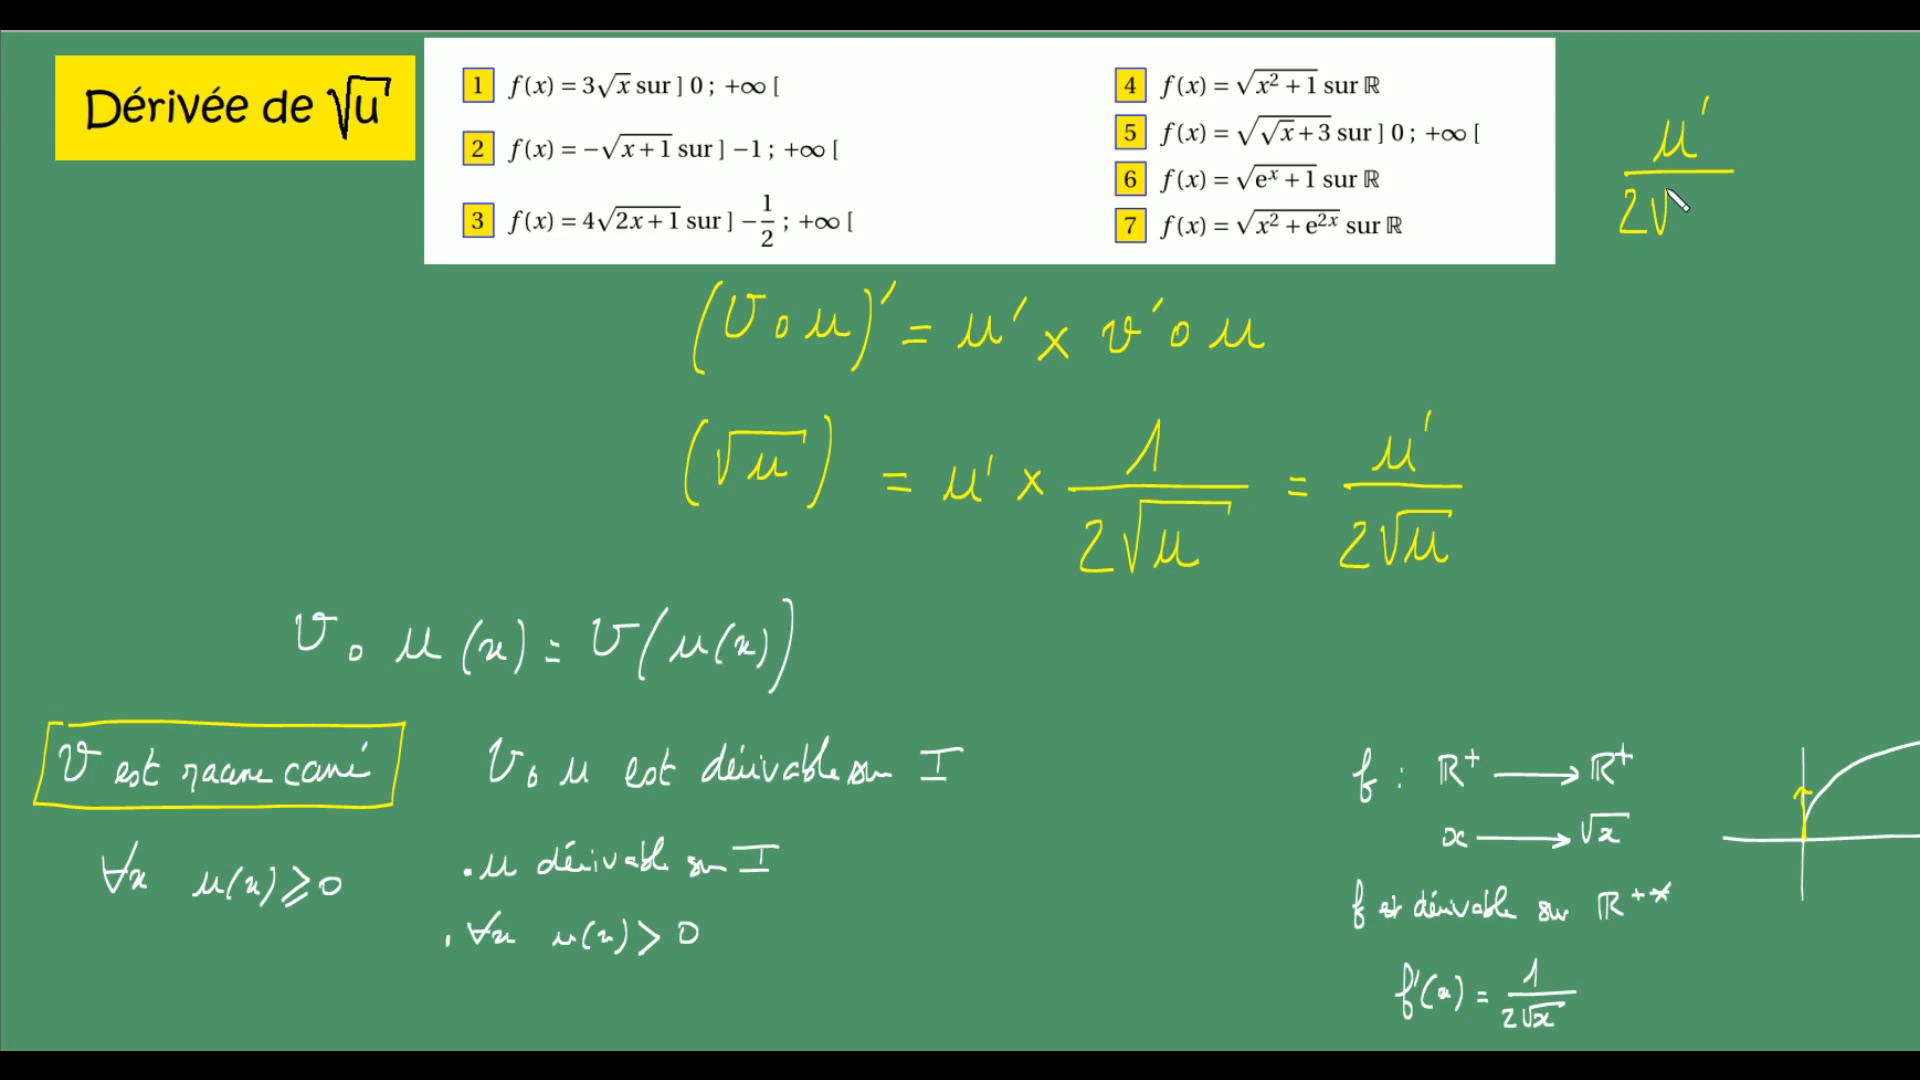 Dérivée de √u
1 f(x) = 3√x sur ] 0 ; +∞ [
2 f(x) = −√(x+1) sur ] −1 ; +∞ [
3 f(x) = 4√(2x+1) sur ] −1/2 ; +∞ [
4 f(x) = √(x² + 1) sur ℝ
5 f(x) = √(√x + 3) sur ] 0 ; +∞ [
6 f(x) = √(eˣ + 1) sur ℝ
7 f(x) = √(x² + e²ˣ) sur ℝ
u' / 2√
(v∘u)' = u' × v'∘u
(√u) = u' × 1/(2√u) = u'/(2√u)
v∘u(x) = v(u(x))
v est racine carré
∀x u(x) ⩾ 0
v∘u est dérivable sur I
. u dérivable sur I
. ∀x u(x) > 0
f : ℝ⁺ ⟶ ℝ⁺
x ⟶ √x
f est dérivable sur ℝ⁺*
f'(x) = 1/(2√x)